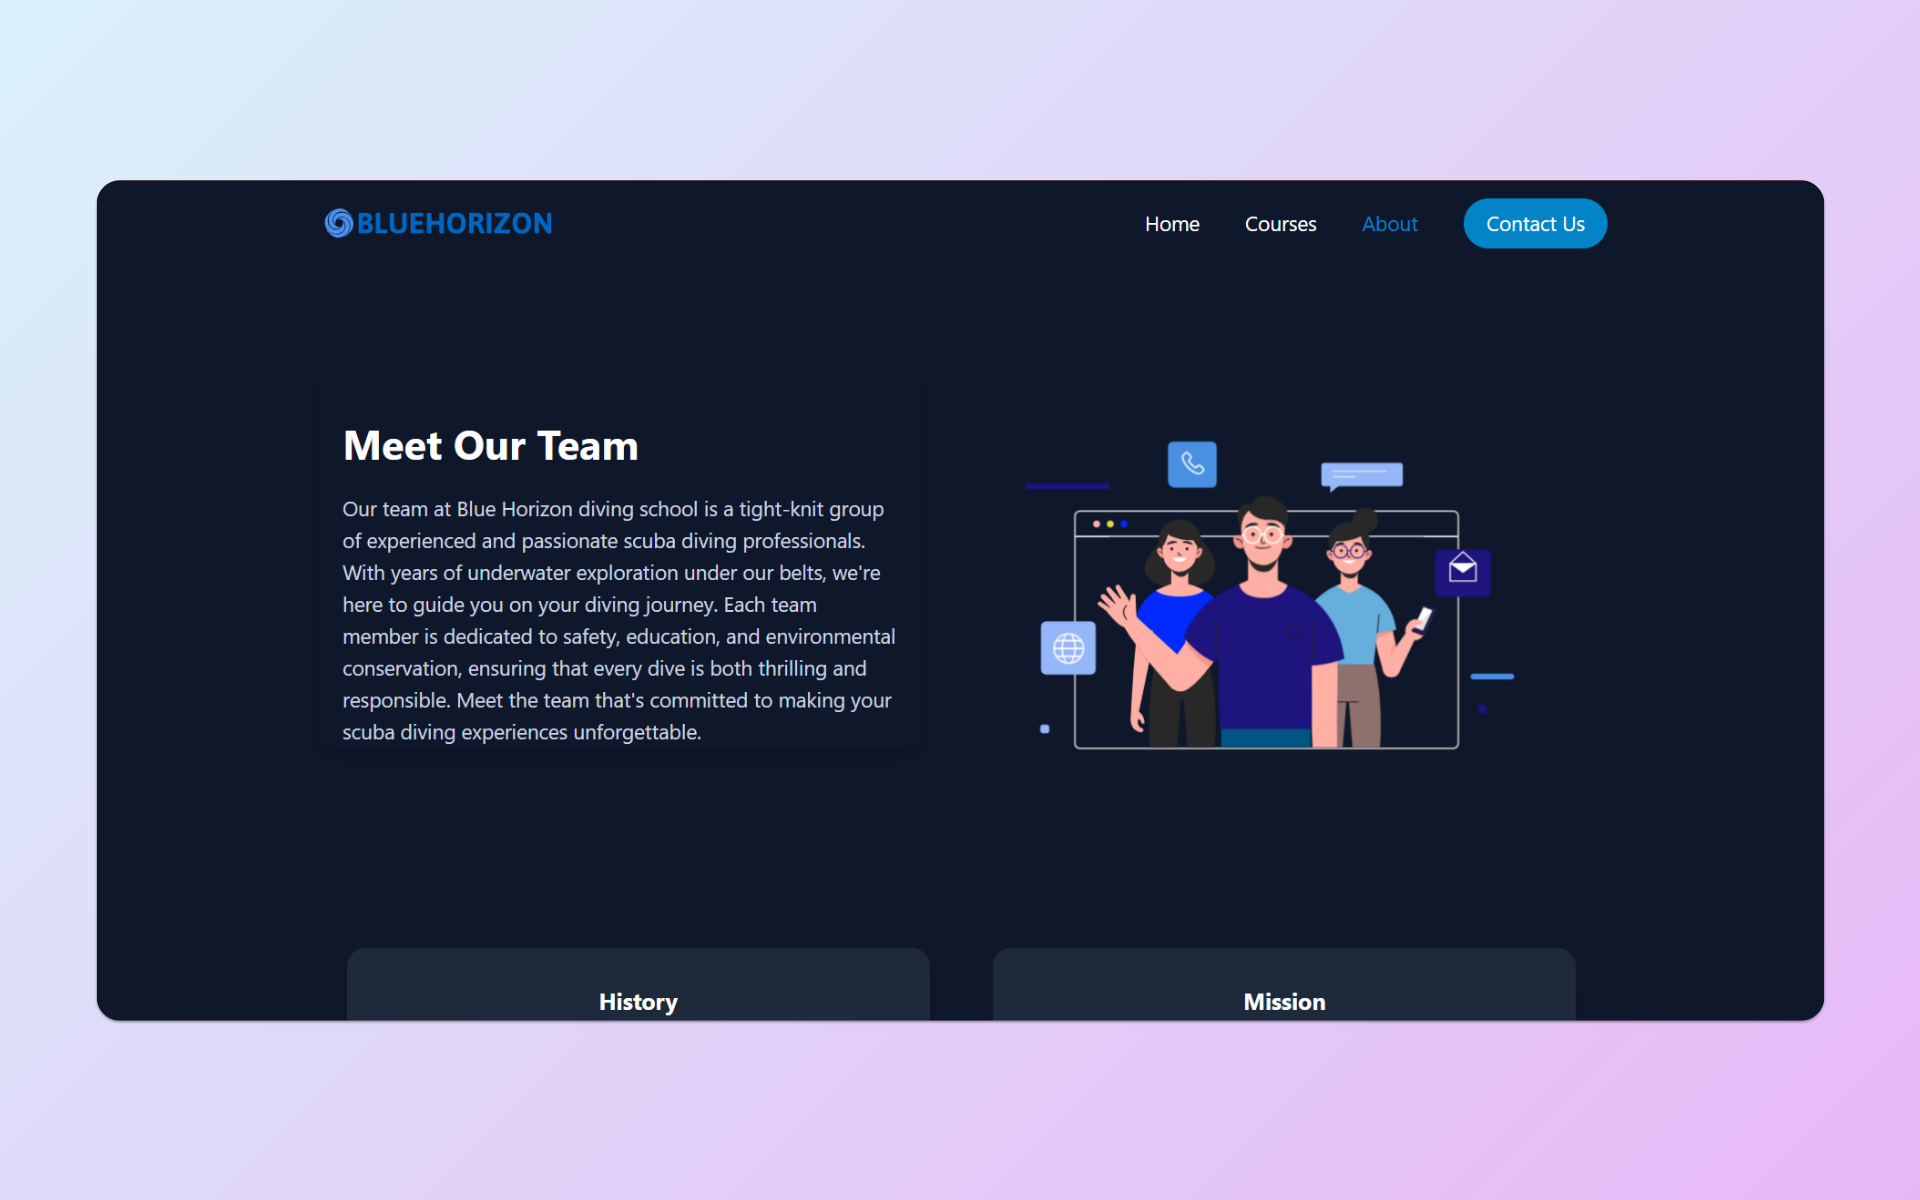 BLUEHORIZON
Home Courses About Contact Us
Meet Our Team
Our team at Blue Horizon diving school is a tight-knit group
of experienced and passionate scuba diving professionals.
With years of underwater exploration under our belts, we're
here to guide you on your diving journey. Each team
member is dedicated to safety, education, and environmental
conservation, ensuring that every dive is both thrilling and
responsible. Meet the team that's committed to making your
scuba diving experiences unforgettable.
History
Mission